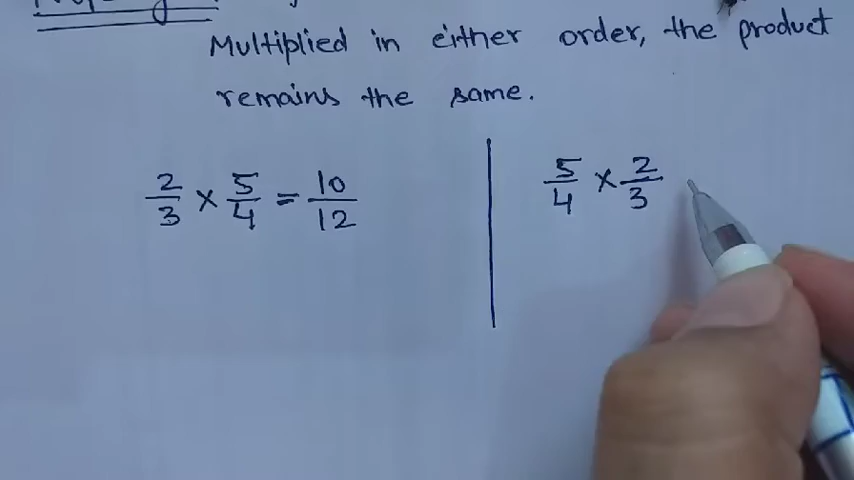 Multiplied in either order, the product
remains the same.
2/3 × 5/4 = 10/12
5/4 × 2/3